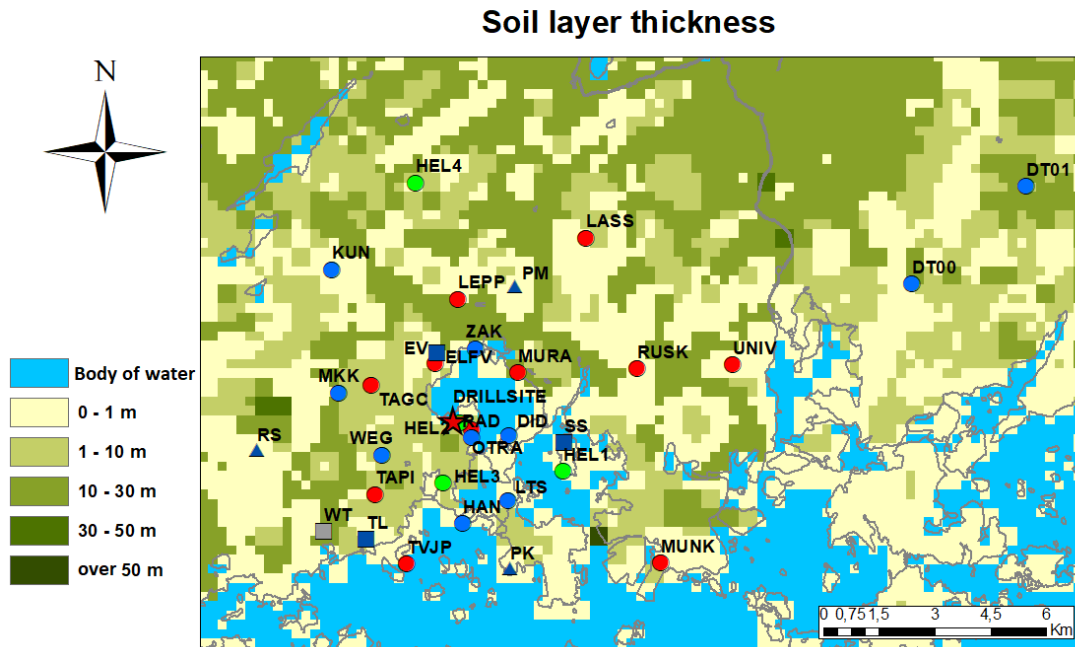 Soil layer thickness
N
HEL4
DT01
LASS
KUN
DT00
LEPP
PM
ZAK
EV
ELFV
MURA
RUSK
UNIV
MKK
TAGC
DRILLSITE
HEL2
RAD
DID
SS
RS
WEG
OTRA
HEL1
TAPI
HEL3
LTS
HAN
WT
TL
TVJP
PK
MUNK
Body of water
0 - 1 m
1 - 10 m
10 - 30 m
30 - 50 m
over 50 m
0 0,75 1,5 3 4,5 6
Km